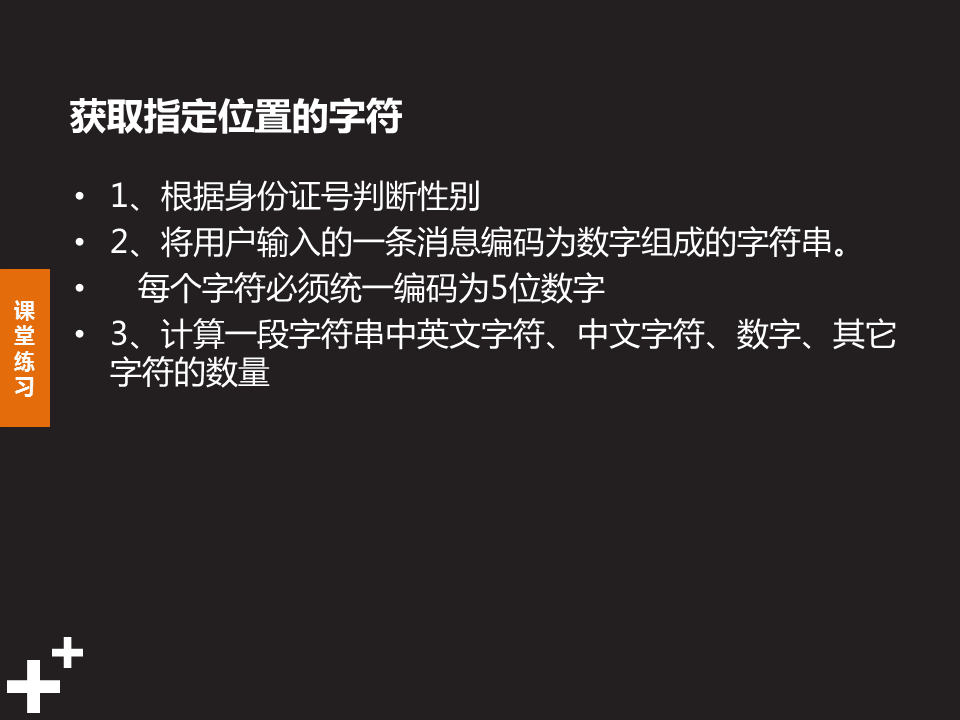 获取指定位置的字符
• 1、根据身份证号判断性别
• 2、将用户输入的一条消息编码为数字组成的字符串。
• 每个字符必须统一编码为5位数字
• 3、计算一段字符串中英文字符、中文字符、数字、其它
字符的数量
课
堂
练
习